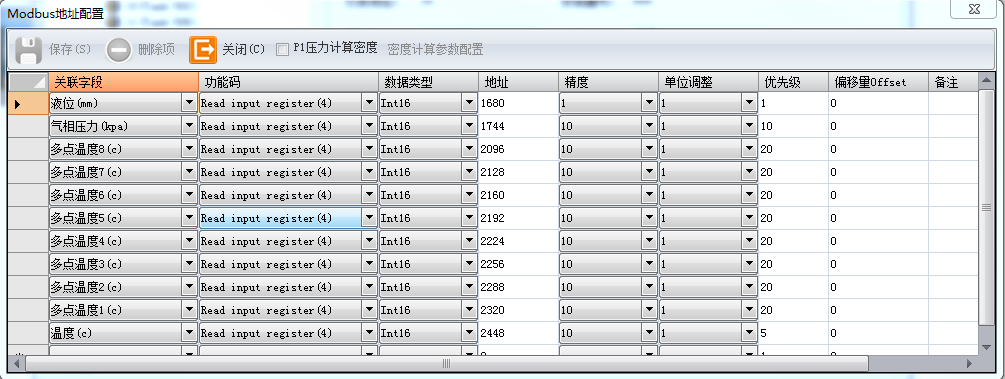 Modbus地址配置
保存(S) 删除项 关闭(C) P1压力计算密度 密度计算参数配置
关联字段 功能码 数据类型 地址 精度 单位调整 优先级 偏移量Offset 备注
液位(mm) Read input register(4) Int16 1680 1 1 1 0
气相压力(kpa) Read input register(4) Int16 1744 10 1 10 0
多点温度8(c) Read input register(4) Int16 2096 10 1 20 0
多点温度7(c) Read input register(4) Int16 2128 10 1 20 0
多点温度6(c) Read input register(4) Int16 2160 10 1 20 0
多点温度5(c) Read input register(4) Int16 2192 10 1 20 0
多点温度4(c) Read input register(4) Int16 2224 10 1 20 0
多点温度3(c) Read input register(4) Int16 2256 10 1 20 0
多点温度2(c) Read input register(4) Int16 2288 10 1 20 0
多点温度1(c) Read input register(4) Int16 2320 10 1 20 0
温度(c) Read input register(4) Int16 2448 10 1 5 0